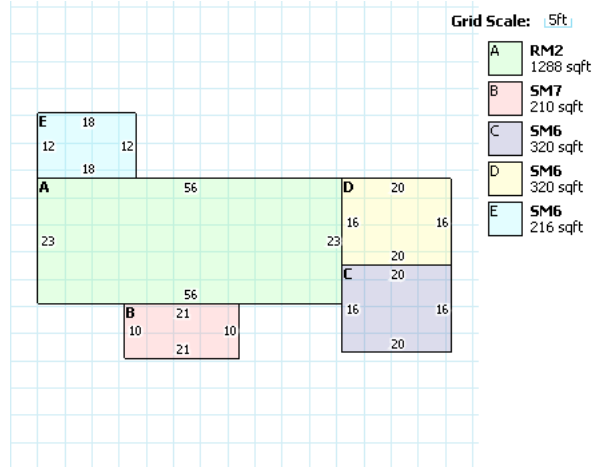 Grid Scale: 5ft
A RM2
1288 sqft
B SM7
210 sqft
C SM6
320 sqft
D SM6
320 sqft
E SM6
216 sqft
E 18
12 12
18
A 56
23 23
56
D 20
16 16
20
C 20
16 16
20
B 21
10 10
21